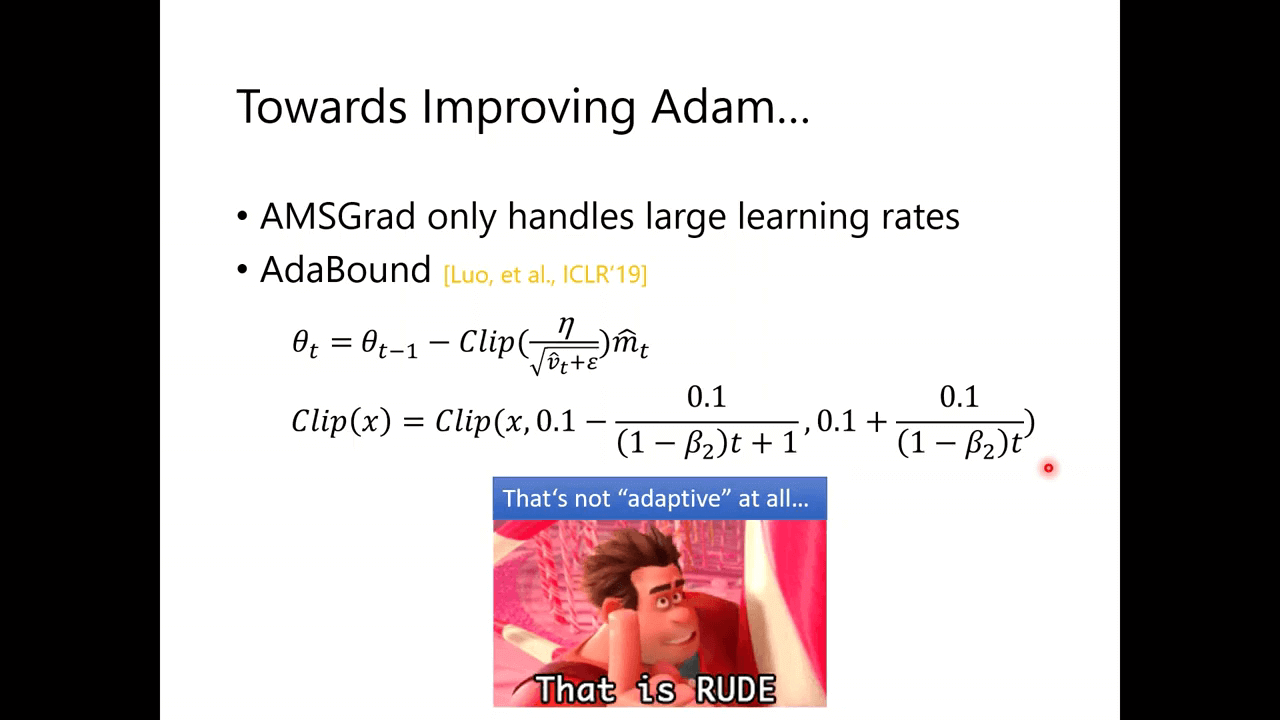 Towards Improving Adam...
• AMSGrad only handles large learning rates
• AdaBound [Luo, et al., ICLR'19]
θ_t = θ_{t−1} − Clip(η/√(v̂_t+ε))m̂_t
Clip(x) = Clip(x, 0.1 − 0.1/((1 − β_2)t + 1), 0.1 + 0.1/((1 − β_2)t))
That's not “adaptive” at all...
That is RUDE